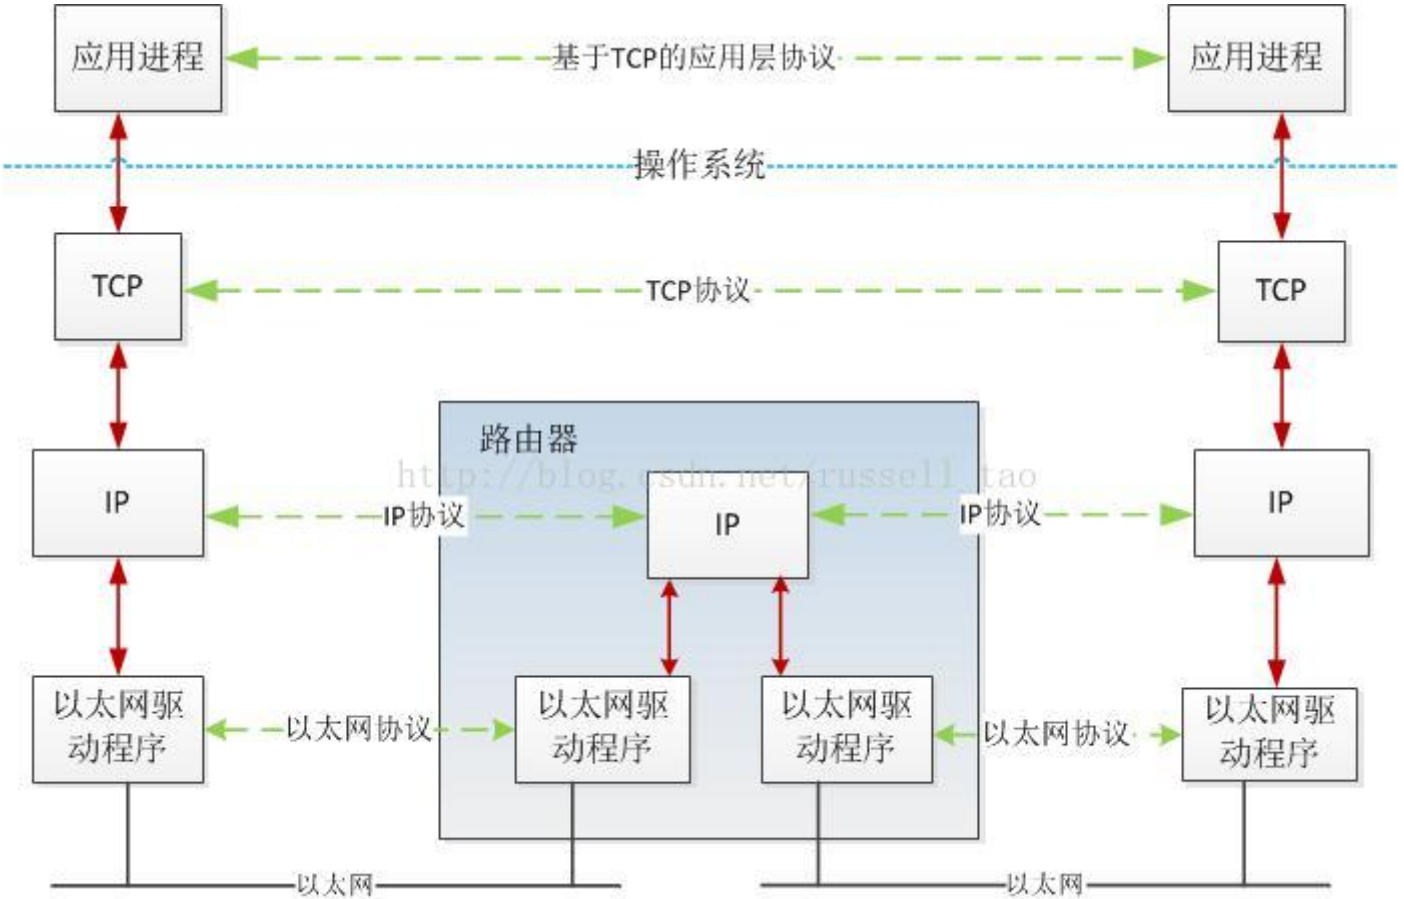 应用进程
基于TCP的应用层协议
应用进程
操作系统
TCP
TCP协议
TCP
路由器
http://blog.csdn.net/russell_tao
IP
IP协议
IP
IP协议
IP
以太网驱
动程序
以太网协议
以太网驱
动程序
以太网驱
动程序
以太网协议
以太网驱
动程序
以太网
以太网